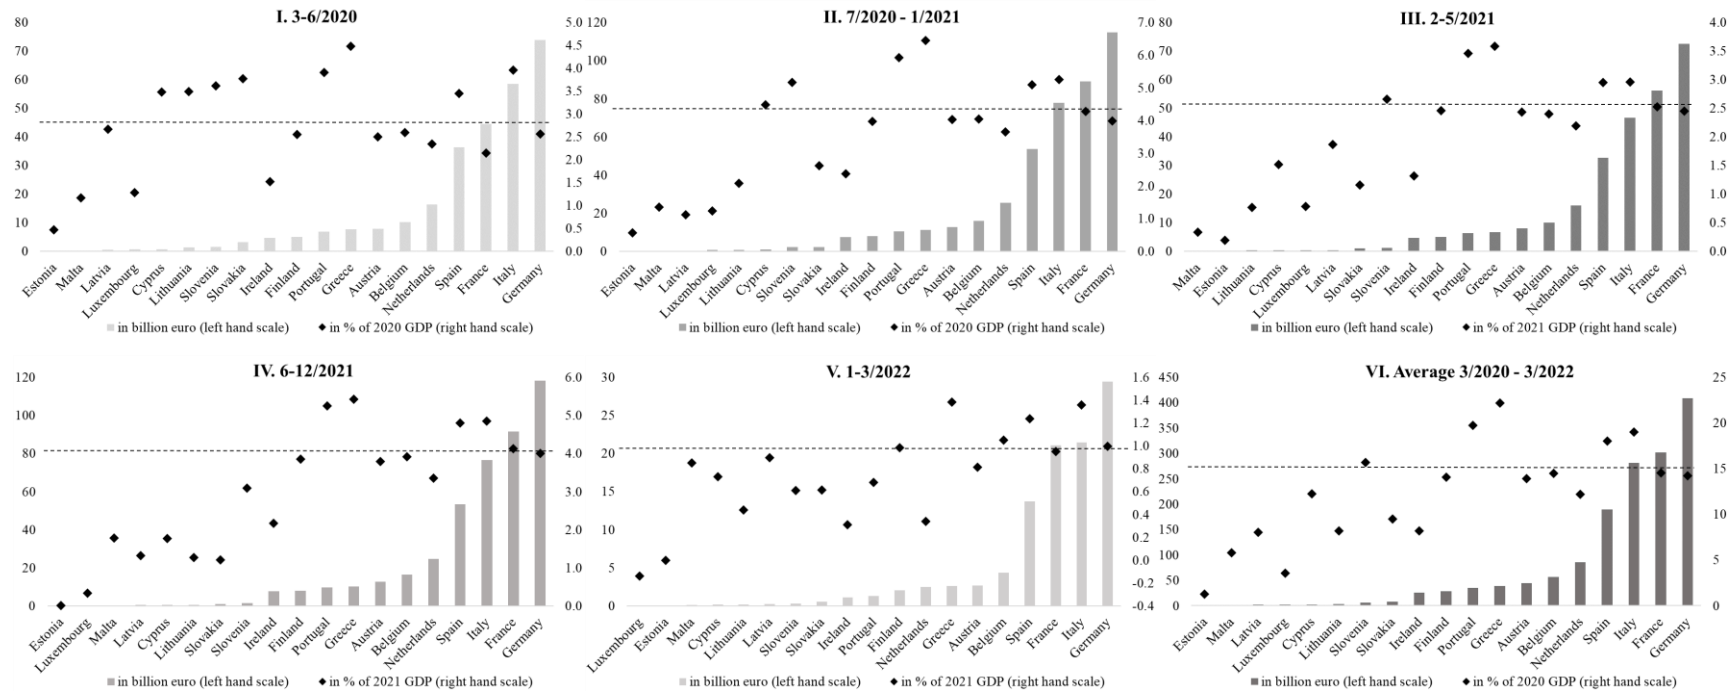 I. 3-6/2020
80
70
60
50
40
30
20
10
0
5.0
4.5
4.0
3.5
3.0
2.5
2.0
1.5
1.0
0.5
0.0
Estonia
Malta
Latvia
Luxembourg
Cyprus
Lithuania
Slovenia
Slovakia
Ireland
Finland
Portugal
Greece
Austria
Belgium
Netherlands
Spain
France
Italy
Germany
in billion euro (left hand scale)
in % of 2020 GDP (right hand scale)
II. 7/2020 - 1/2021
120
100
80
60
40
20
0
7.0
6.0
5.0
4.0
3.0
2.0
1.0
0.0
Estonia
Malta
Latvia
Luxembourg
Lithuania
Cyprus
Slovenia
Slovakia
Ireland
Finland
Portugal
Greece
Austria
Belgium
Netherlands
Spain
Italy
France
Germany
in billion euro (left hand scale)
in % of 2020 GDP (right hand scale)
III. 2-5/2021
80
70
60
50
40
30
20
10
0
4.0
3.5
3.0
2.5
2.0
1.5
1.0
0.5
0.0
Malta
Estonia
Lithuania
Cyprus
Luxembourg
Latvia
Slovakia
Slovenia
Ireland
Finland
Portugal
Greece
Austria
Belgium
Netherlands
Spain
Italy
France
Germany
in billion euro (left hand scale)
in % of 2021 GDP (right hand scale)
IV. 6-12/2021
120
100
80
60
40
20
0
6.0
5.0
4.0
3.0
2.0
1.0
0.0
Estonia
Luxembourg
Malta
Latvia
Cyprus
Lithuania
Slovakia
Slovenia
Ireland
Finland
Portugal
Greece
Austria
Belgium
Netherlands
Spain
Italy
France
Germany
in billion euro (left hand scale)
in % of 2021 GDP (right hand scale)
V. 1-3/2022
30
25
20
15
10
5
0
1.6
1.4
1.2
1.0
0.8
0.6
0.4
0.2
0.0
-0.2
-0.4
Luxembourg
Estonia
Malta
Cyprus
Lithuania
Latvia
Slovenia
Slovakia
Ireland
Portugal
Finland
Netherlands
Greece
Austria
Belgium
Spain
France
Italy
Germany
in billion euro (left hand scale)
in % of 2021 GDP (right hand scale)
VI. Average 3/2020 - 3/2022
450
400
350
300
250
200
150
100
50
0
25
20
15
10
5
0
Estonia
Malta
Latvia
Luxembourg
Cyprus
Lithuania
Slovenia
Slovakia
Ireland
Finland
Portugal
Greece
Austria
Belgium
Netherlands
Spain
Italy
France
Germany
in billion euro (left hand scale)
in % of 2020 GDP (right hand scale)